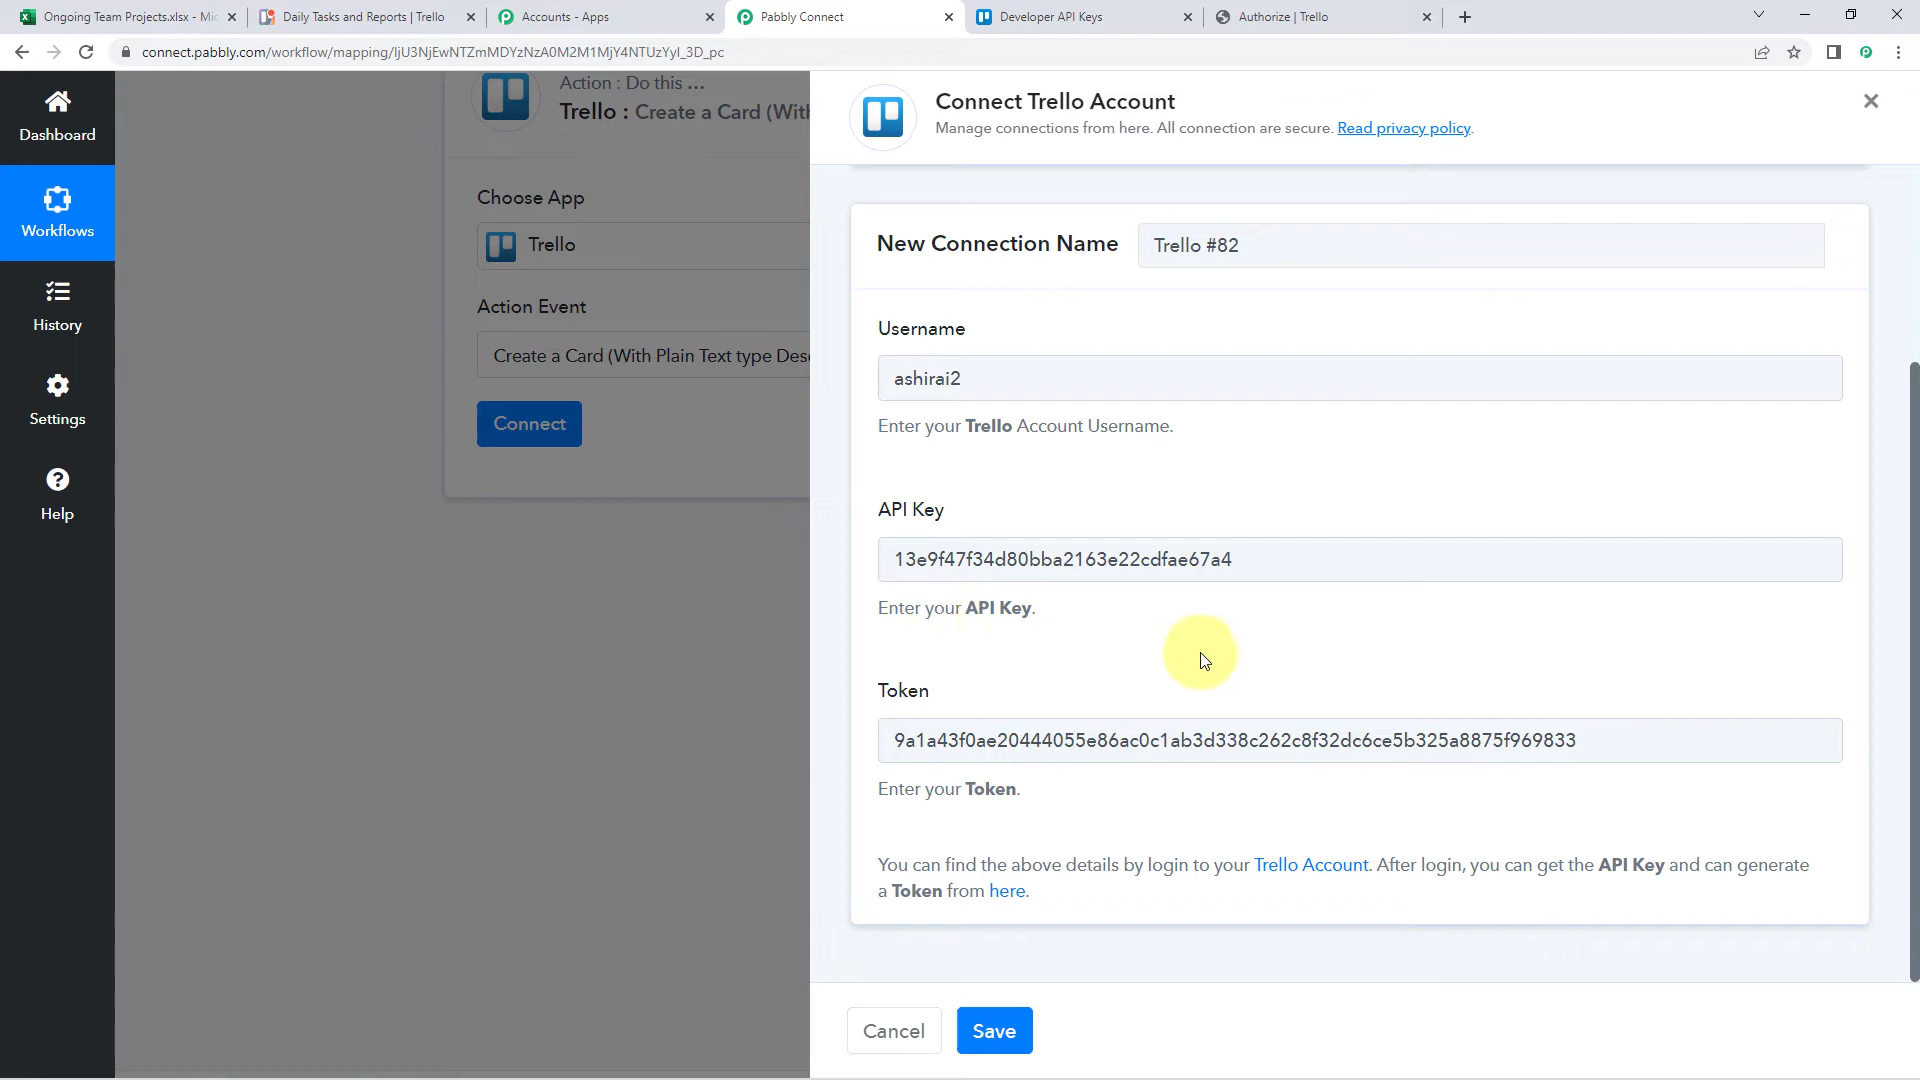 Ongoing Team Projects.xlsx - Mic
Daily Tasks and Reports | Trello
Accounts - Apps
Pabbly Connect
Developer API Keys
Authorize | Trello
connect.pabbly.com/workflow/mapping/IjU3NjEwNTZmMDYzNzA0M2M1MjY4NTUzYyI_3D_pc
Dashboard
Workflows
History
Settings
Help
Action : Do this ...
Trello : Create a Card (With
Choose App
Trello
Action Event
Create a Card (With Plain Text type Desc
Connect
Connect Trello Account
Manage connections from here. All connection are secure. Read privacy policy.
New Connection Name
Trello #82
Username
ashirai2
Enter your Trello Account Username.
API Key
13e9f47f34d80bba2163e22cdfae67a4
Enter your API Key.
Token
9a1a43f0ae20444055e86ac0c1ab3d338c262c8f32dc6ce5b325a8875f969833
Enter your Token.
You can find the above details by login to your Trello Account. After login, you can get the API Key and can generate
a Token from here.
Cancel
Save